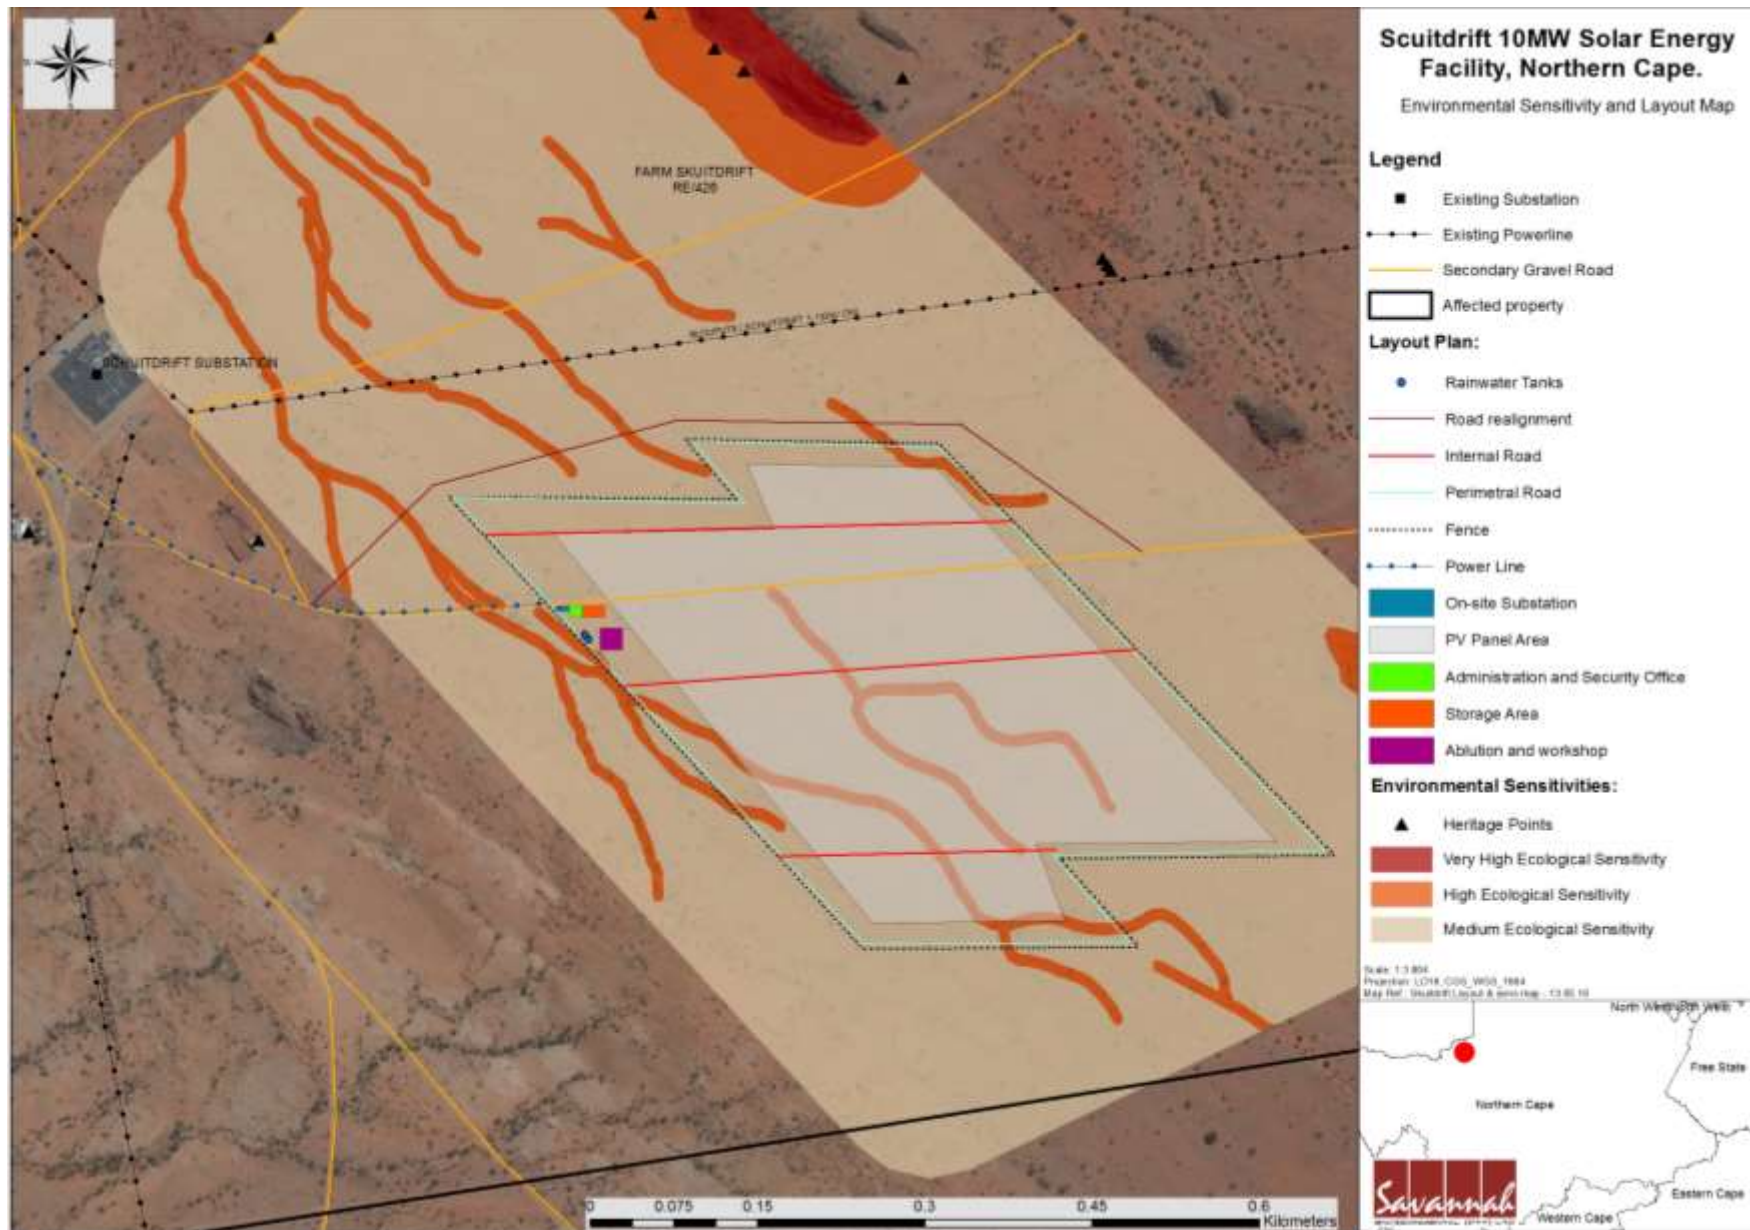 Scuitdrift 10MW Solar Energy
Facility, Northern Cape.
Environmental Sensitivity and Layout Map
Legend
Existing Substation
Existing Powerline
Secondary Gravel Road
Affected property
Layout Plan:
Rainwater Tanks
Road realignment
Internal Road
Perimetral Road
Fence
Power Line
On-site Substation
PV Panel Area
Administration and Security Office
Storage Area
Ablution and workshop
Environmental Sensitivities:
Heritage Points
Very High Ecological Sensitivity
High Ecological Sensitivity
Medium Ecological Sensitivity
FARM SKUITDRIFT
RE/426
SCHUITDRIFT SUBSTATION
0 0.075 0.15 0.3 0.45 0.6
Kilometers
North West
Free State
Northern Cape
Eastern Cape
Western Cape
Savannah